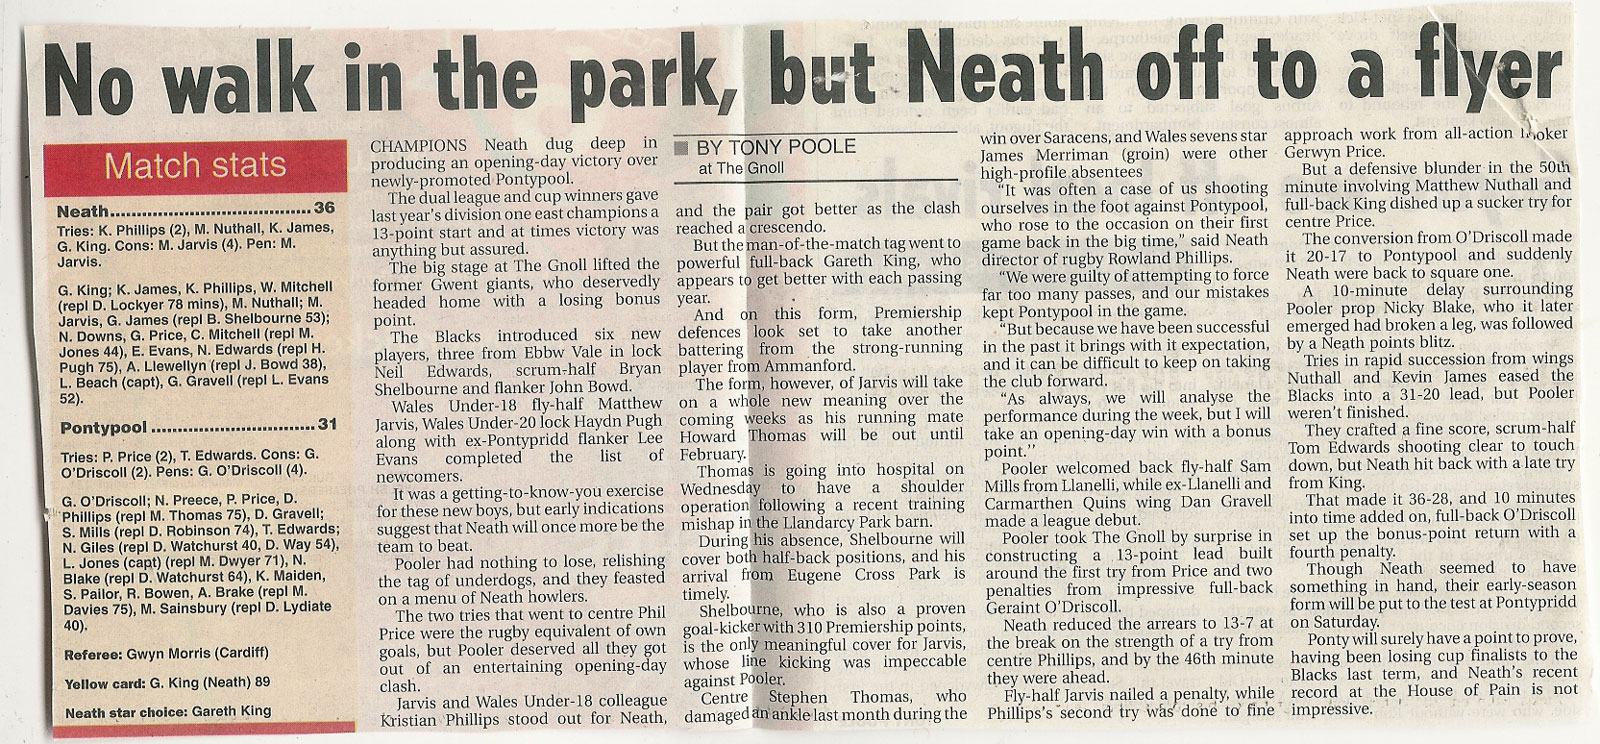 No walk in the park, but Neath off to a flyer
Match stats
Neath..................................36
Tries: K. Phillips (2), M. Nuthall, K. James,
G. King. Cons: M. Jarvis (4). Pen: M.
Jarvis.
G. King; K. James, K. Phillips, W. Mitchell
(repl D. Lockyer 78 mins), M. Nuthall; M.
Jarvis, G. James (repl B. Shelbourne 53);
N. Downs, G. Price, C. Mitchell (repl M.
Jones 44), E. Evans, N. Edwards (repl H.
Pugh 75), A. Llewellyn (repl J. Bowd 38),
L. Beach (capt), G. Gravell (repl L. Evans
52).
Pontypool ...........................31
Tries: P. Price (2), T. Edwards. Cons: G.
O'Driscoll (2). Pens: G. O'Driscoll (4).
G. O'Driscoll; N. Preece, P. Price, D.
Phillips (repl M. Thomas 75), D. Gravell;
S. Mills (repl D. Robinson 74), T. Edwards;
N. Giles (repl D. Watchurst 40, D. Way 54),
L. Jones (capt) (repl M. Dwyer 71), N.
Blake (repl D. Watchurst 64), K. Maiden,
S. Pailor, R. Bowen, A. Brake (repl M.
Davies 75), M. Sainsbury (repl D. Lydiate
40).
Referee: Gwyn Morris (Cardiff)
Yellow card: G. King (Neath) 89
Neath star choice: Gareth King
CHAMPIONS Neath dug deep in
producing an opening-day victory over
newly-promoted Pontypool.
The dual league and cup winners gave
last year's division one east champions a
13-point start and at times victory was
anything but assured.
The big stage at The Gnoll lifted the
former Gwent giants, who deservedly
headed home with a losing bonus
point.
The Blacks introduced six new
players, three from Ebbw Vale in lock
Neil Edwards, scrum-half Bryan
Shelbourne and flanker John Bowd.
Wales Under-18 fly-half Matthew
Jarvis, Wales Under-20 lock Haydn Pugh
along with ex-Pontypridd flanker Lee
Evans completed the list of
newcomers.
It was a getting-to-know-you exercise
for these new boys, but early indications
suggest that Neath will once more be the
team to beat.
Pooler had nothing to lose, relishing
the tag of underdogs, and they feasted
on a menu of Neath howlers.
The two tries that went to centre Phil
Price were the rugby equivalent of own
goals, but Pooler deserved all they got
out of an entertaining opening-day
clash.
Jarvis and Wales Under-18 colleague
Kristian Phillips stood out for Neath,
BY TONY POOLE
at The Gnoll
and the pair got better as the clash
reached a crescendo.
But the man-of-the-match tag went to
powerful full-back Gareth King, who
appears to get better with each passing
year.
And on this form, Premiership
defences look set to take another
battering from the strong-running
player from Ammanford.
The form, however, of Jarvis will take
on a whole new meaning over the
coming weeks as his running mate
Howard Thomas will be out until
February.
Thomas is going into hospital on
Wednesday to have a shoulder
operation following a recent training
mishap in the Llandarcy Park barn.
During his absence, Shelbourne will
cover both half-back positions, and his
arrival from Eugene Cross Park is
timely.
Shelbourne, who is also a proven
goal-kicker with 310 Premiership points,
is the only meaningful cover for Jarvis,
whose line kicking was impeccable
against Pooler.
Centre Stephen Thomas, who
damaged an ankle last month during the
win over Saracens, and Wales sevens star
James Merriman (groin) were other
high-profile absentees
"It was often a case of us shooting
ourselves in the foot against Pontypool,
who rose to the occasion on their first
game back in the big time," said Neath
director of rugby Rowland Phillips.
"We were guilty of attempting to force
far too many passes, and our mistakes
kept Pontypool in the game.
"But because we have been successful
in the past it brings with it expectation,
and it can be difficult to keep on taking
the club forward.
"As always, we will analyse the
performance during the week, but I will
take an opening-day win with a bonus
point."
Pooler welcomed back fly-half Sam
Mills from Llanelli, while ex-Llanelli and
Carmarthen Quins wing Dan Gravell
made a league debut.
Pooler took The Gnoll by surprise in
constructing a 13-point lead built
around the first try from Price and two
penalties from impressive full-back
Geraint O'Driscoll.
Neath reduced the arrears to 13-7 at
the break on the strength of a try from
centre Phillips, and by the 46th minute
they were ahead.
Fly-half Jarvis nailed a penalty, while
Phillips's second try was done to fine
approach work from all-action hooker
Gerwyn Price.
But a defensive blunder in the 50th
minute involving Matthew Nuthall and
full-back King dished up a sucker try for
centre Price.
The conversion from O'Driscoll made
it 20-17 to Pontypool and suddenly
Neath were back to square one.
A 10-minute delay surrounding
Pooler prop Nicky Blake, who it later
emerged had broken a leg, was followed
by a Neath points blitz.
Tries in rapid succession from wings
Nuthall and Kevin James eased the
Blacks into a 31-20 lead, but Pooler
weren't finished.
They crafted a fine score, scrum-half
Tom Edwards shooting clear to touch
down, but Neath hit back with a late try
from King.
That made it 36-28, and 10 minutes
into time added on, full-back O'Driscoll
set up the bonus-point return with a
fourth penalty.
Though Neath seemed to have
something in hand, their early-season
form will be put to the test at Pontypridd
on Saturday.
Ponty will surely have a point to prove,
having been losing cup finalists to the
Blacks last term, and Neath's recent
record at the House of Pain is not
impressive.